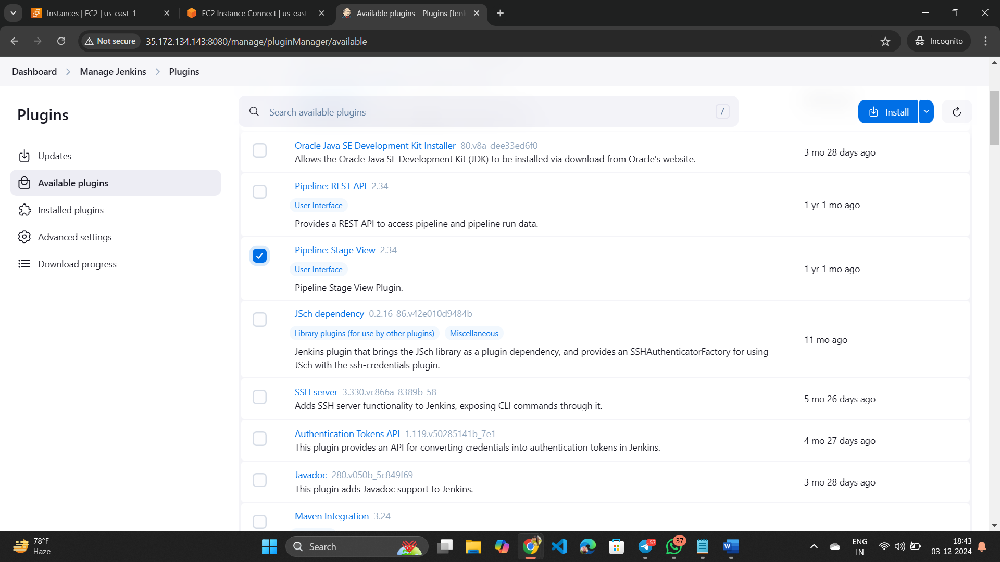 Instances | EC2 | us-east-1
EC2 Instance Connect | us-east-
Available plugins - Plugins [Jenk
Not secure
35.172.134.143:8080/manage/pluginManager/available
Incognito
Dashboard
Manage Jenkins
Plugins
Plugins
Search available plugins
/
Install
Updates
Available plugins
Installed plugins
Advanced settings
Download progress
Oracle Java SE Development Kit Installer 80.v8a_dee33ed6f0
Allows the Oracle Java SE Development Kit (JDK) to be installed via download from Oracle's website.
3 mo 28 days ago
Pipeline: REST API 2.34
User Interface
Provides a REST API to access pipeline and pipeline run data.
1 yr 1 mo ago
Pipeline: Stage View 2.34
User Interface
Pipeline Stage View Plugin.
1 yr 1 mo ago
JSch dependency 0.2.16-86.v42e010d9484b_
Library plugins (for use by other plugins) Miscellaneous
Jenkins plugin that brings the JSch library as a plugin dependency, and provides an SSHAuthenticatorFactory for using
JSch with the ssh-credentials plugin.
11 mo ago
SSH server 3.330.vc866a_8389b_58
Adds SSH server functionality to Jenkins, exposing CLI commands through it.
5 mo 26 days ago
Authentication Tokens API 1.119.v50285141b_7e1
This plugin provides an API for converting credentials into authentication tokens in Jenkins.
4 mo 27 days ago
Javadoc 280.v050b_5c849f69
This plugin adds Javadoc support to Jenkins.
3 mo 28 days ago
Maven Integration 3.24
78°F
Haze
Search
.57
37
W
ENG
IN
18:43
03-12-2024